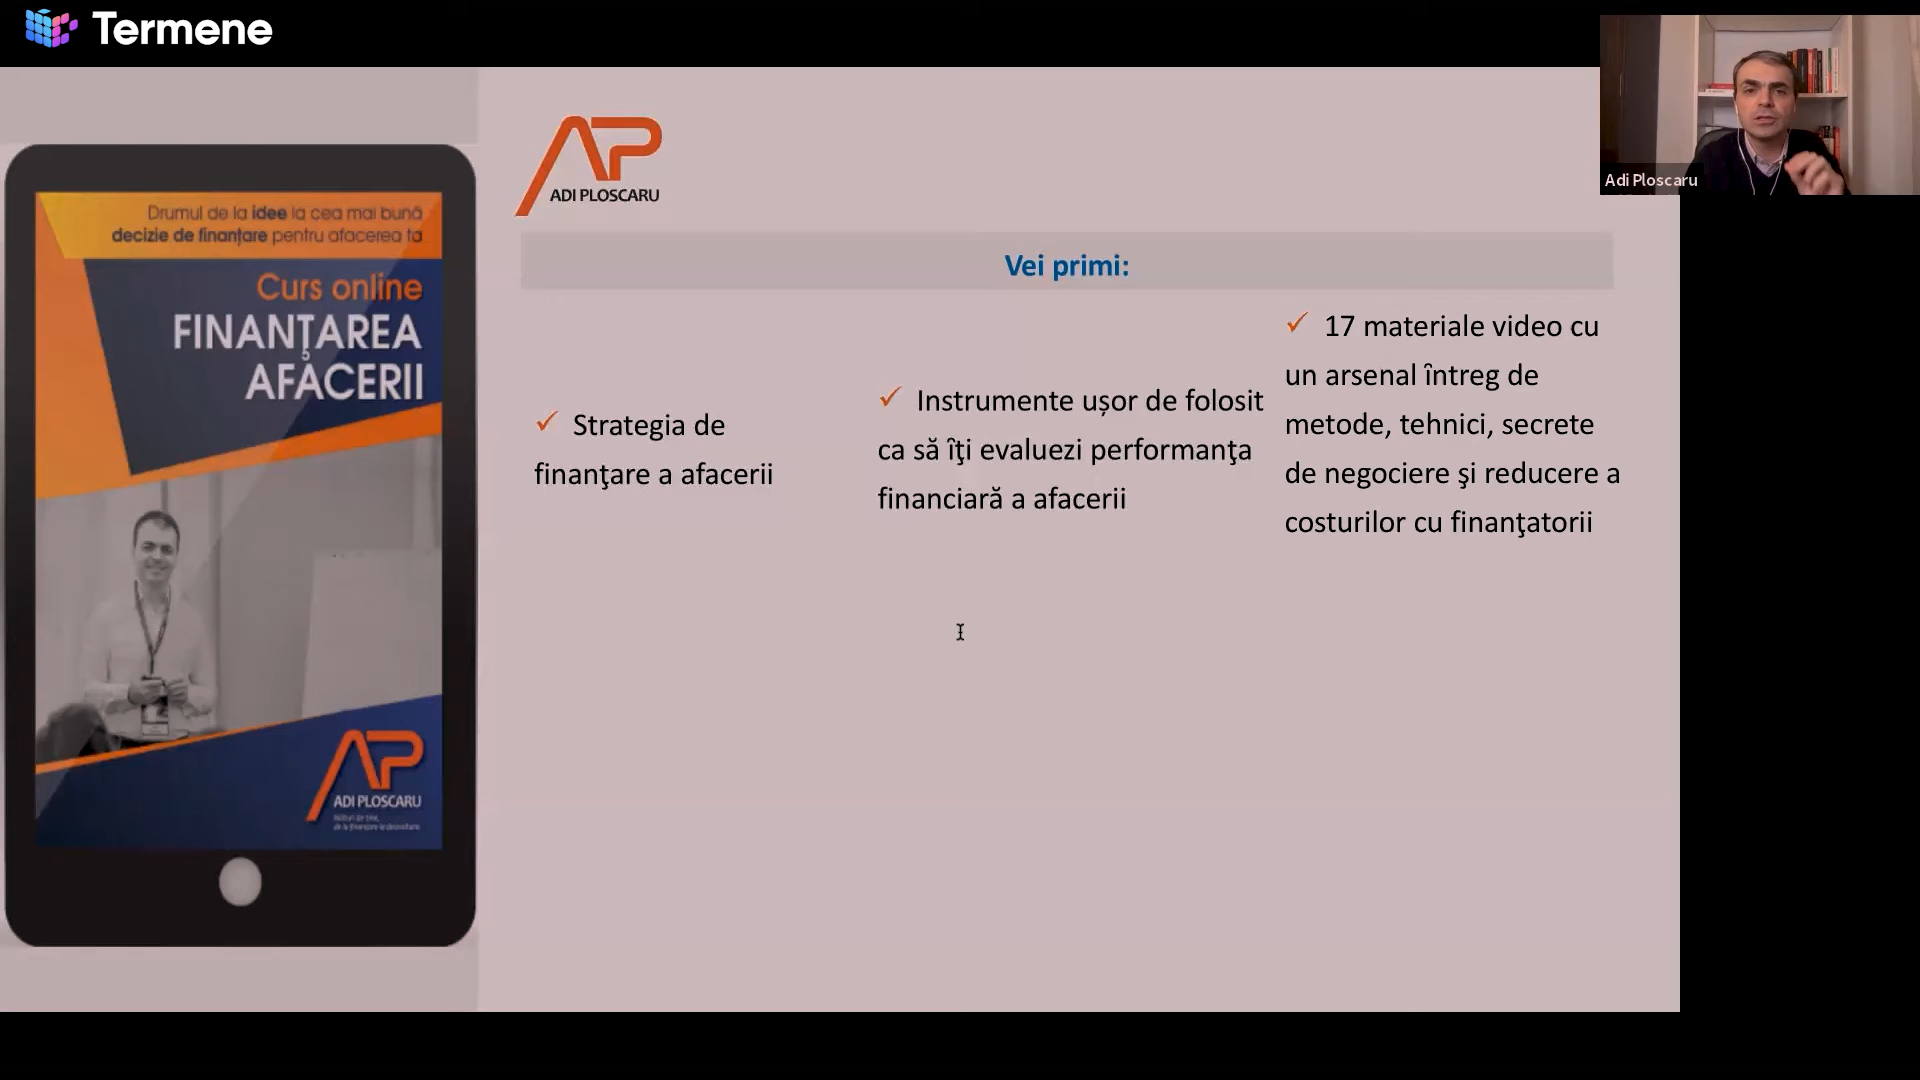 Termene
Adi Ploscaru
Drumul de la idee la cea mai bună
decizie de finanțare pentru afacerea ta
Curs online
FINANȚAREA
AFACERII
AP
ADI PLOSCARU
AP
ADI PLOSCARU
Vei primi:
✓ Strategia de
finanţare a afacerii
✓ Instrumente ușor de folosit
ca să îţi evaluezi performanţa
financiară a afacerii
✓ 17 materiale video cu
un arsenal întreg de
metode, tehnici, secrete
de negociere şi reducere a
costurilor cu finanţatorii